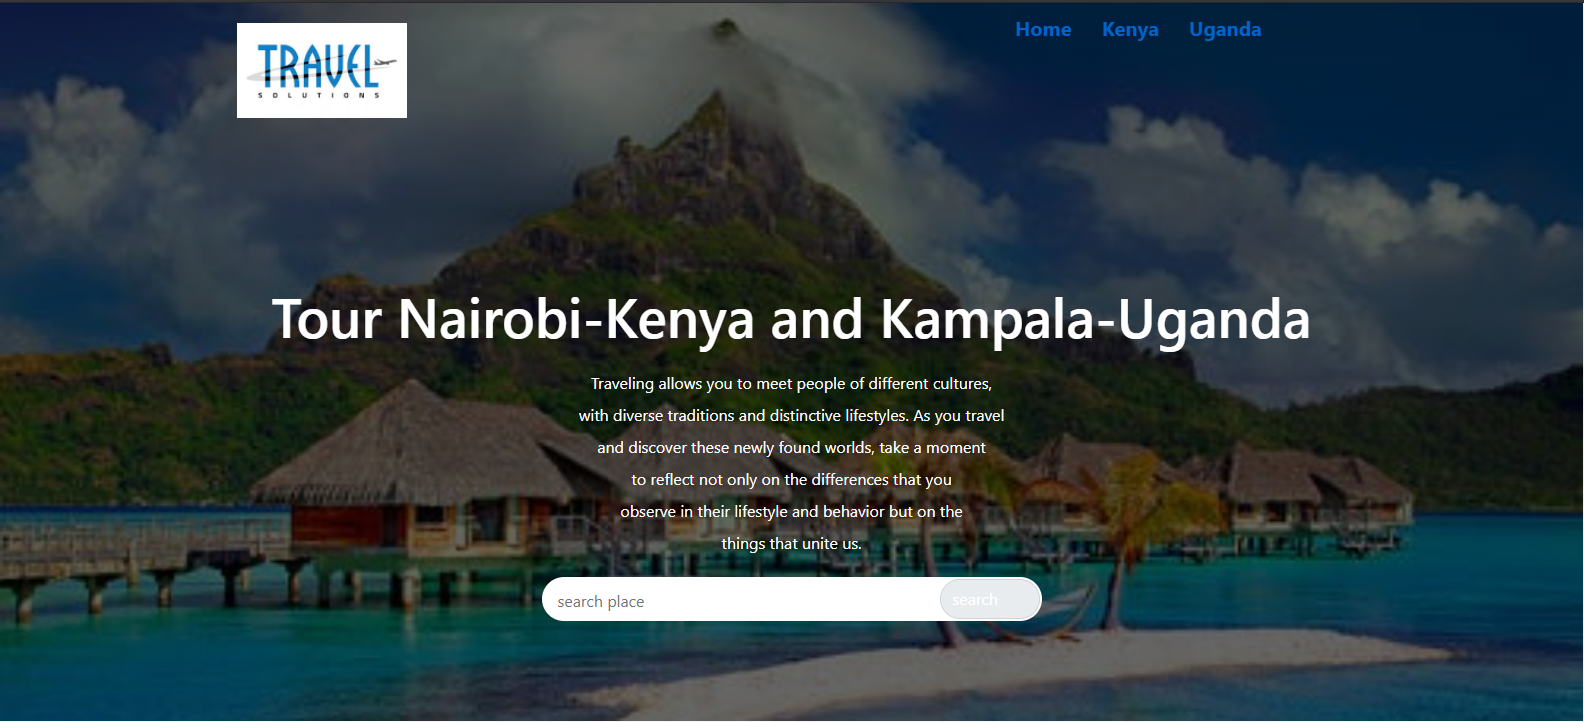 TRAVEL
SOLUTIONS
Home Kenya Uganda
Tour Nairobi-Kenya and Kampala-Uganda
Traveling allows you to meet people of different cultures,
with diverse traditions and distinctive lifestyles. As you travel
and discover these newly found worlds, take a moment
to reflect not only on the differences that you
observe in their lifestyle and behavior but on the
things that unite us.
search place search